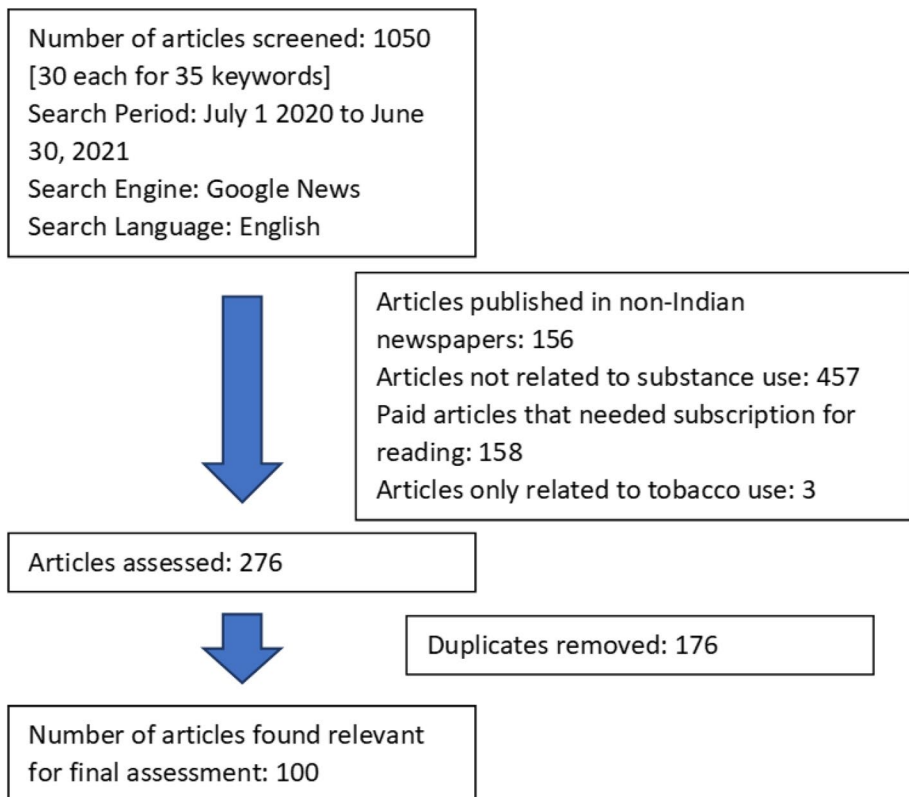 Number of articles screened: 1050
[30 each for 35 keywords]
Search Period: July 1 2020 to June
30, 2021
Search Engine: Google News
Search Language: English
Articles published in non-Indian
newspapers: 156
Articles not related to substance use: 457
Paid articles that needed subscription for
reading: 158
Articles only related to tobacco use: 3
Articles assessed: 276
Duplicates removed: 176
Number of articles found relevant
for final assessment: 100